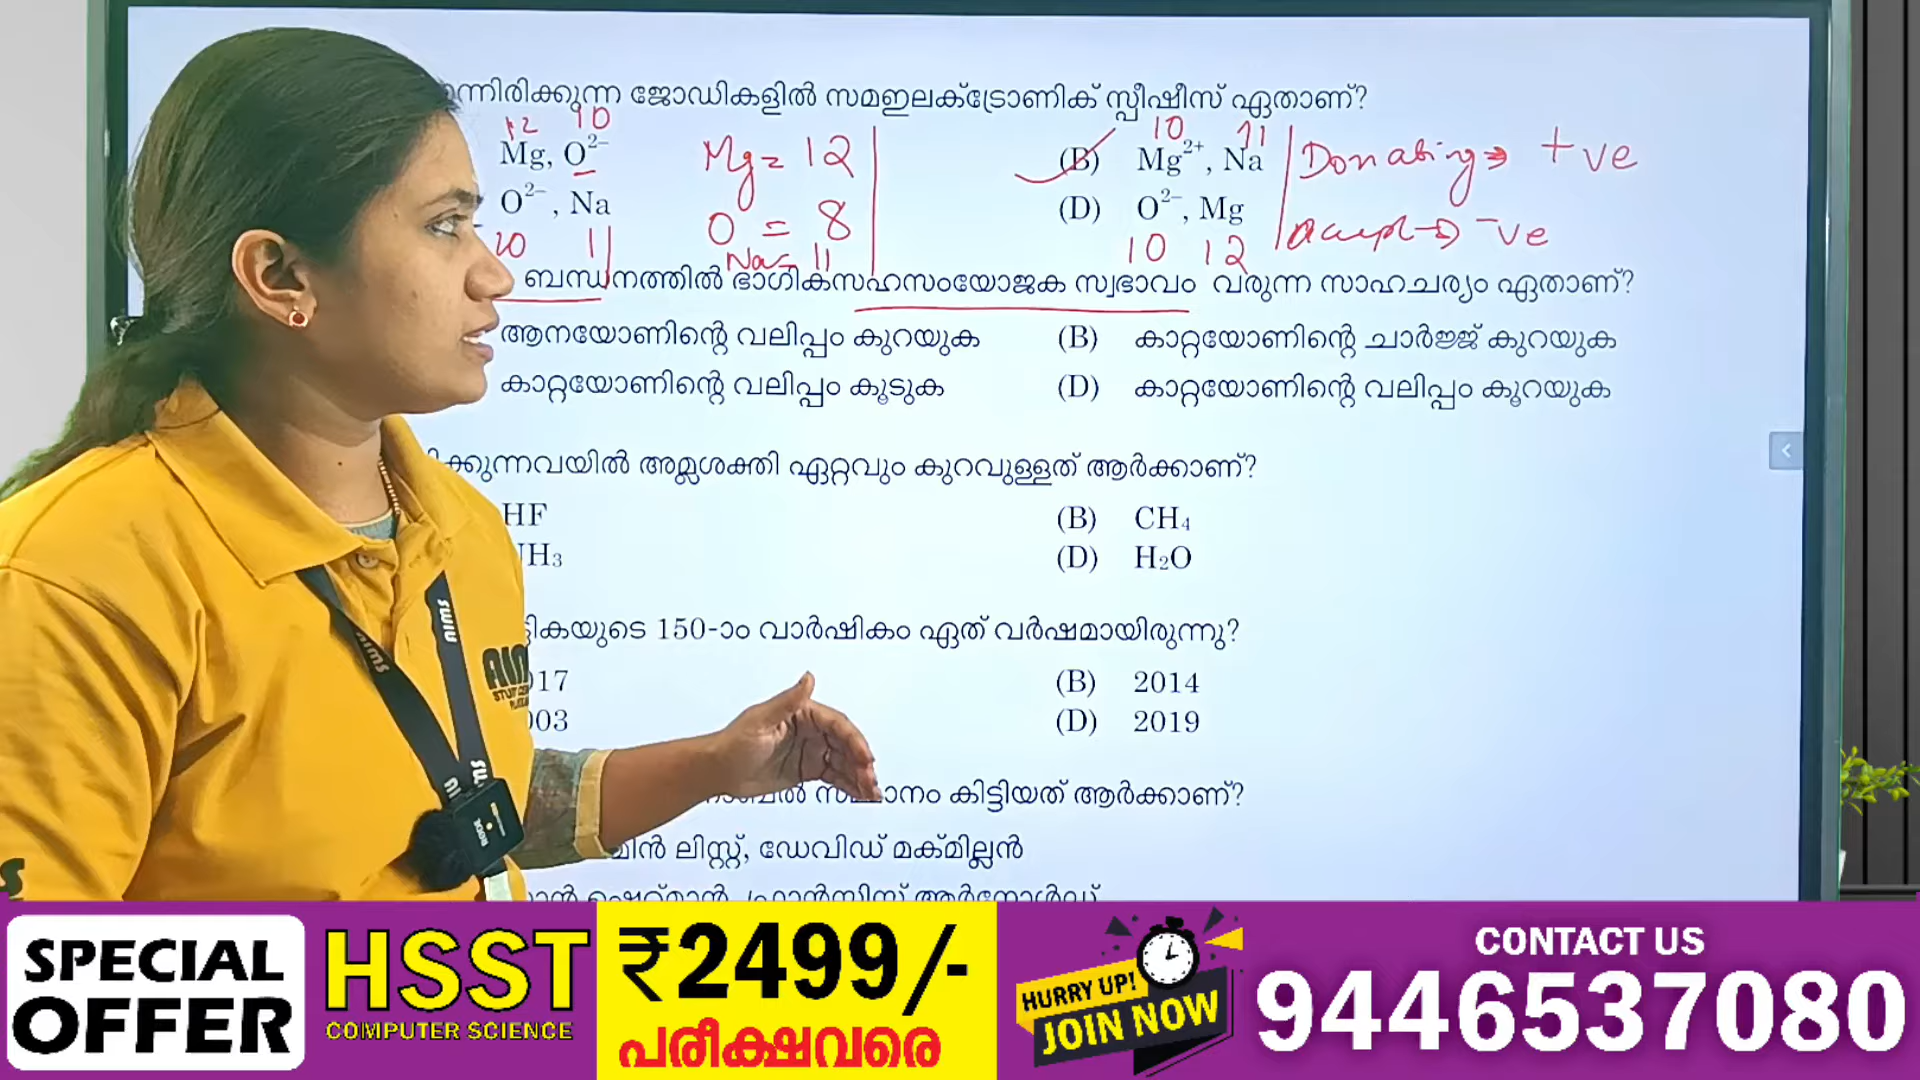 ന്നിരിക്കുന്ന ജോഡികളിൽ സമഇലക്ട്രോണിക് സ്പീഷീസ് ഏതാണ്?
12 10
Mg, O²⁻
Mg = 12
10 11
(B) Mg²⁺, Na
Donating → +ve
O²⁻, Na
O = 8
(D) O²⁻, Mg
→ -ve
10 11
Na = 11
10 12
ബന്ധനത്തിൽ ഭാഗികസഹസംയോജക സ്വഭാവം വരുന്ന സാഹചര്യം ഏതാണ്?
ആനയോണിന്റെ വലിപ്പം കുറയുക (B) കാറ്റയോണിന്റെ ചാർജ്ജ് കുറയുക
കാറ്റയോണിന്റെ വലിപ്പം കൂടുക (D) കാറ്റയോണിന്റെ വലിപ്പം കൂറയുക
ിക്കുന്നവയിൽ അമ്ലശക്തി ഏറ്റവും കുറവുള്ളത് ആർക്കാണ്?
HF (B) CH₄
H₃ (D) H₂O
ടികയുടെ 150-ാം വാർഷികം ഏത് വർഷമായിരുന്നു?
17 (B) 2014
03 (D) 2019
കിട്ടിയത് ആർക്കാണ്?
മിൻ ലിസ്റ്റ്, ഡേവിഡ് മക്മില്ലൻ
AIMS
SPECIAL OFFER
HSST
COMPUTER SCIENCE
₹2499/-
പരീക്ഷവരെ
HURRY UP!
JOIN NOW
CONTACT US
9446537080